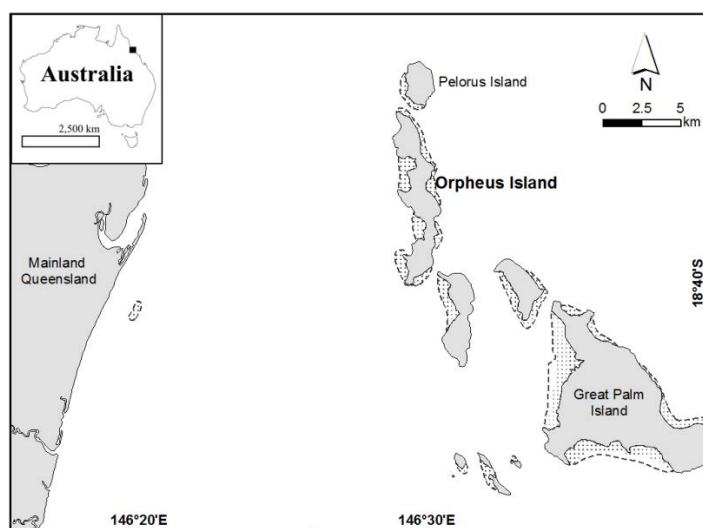 Australia
2,500 km
Pelorus Island
N
0 2.5 5
km
Orpheus Island
Mainland
Queensland
18°40'S
Great Palm
Island
146°20'E
146°30'E